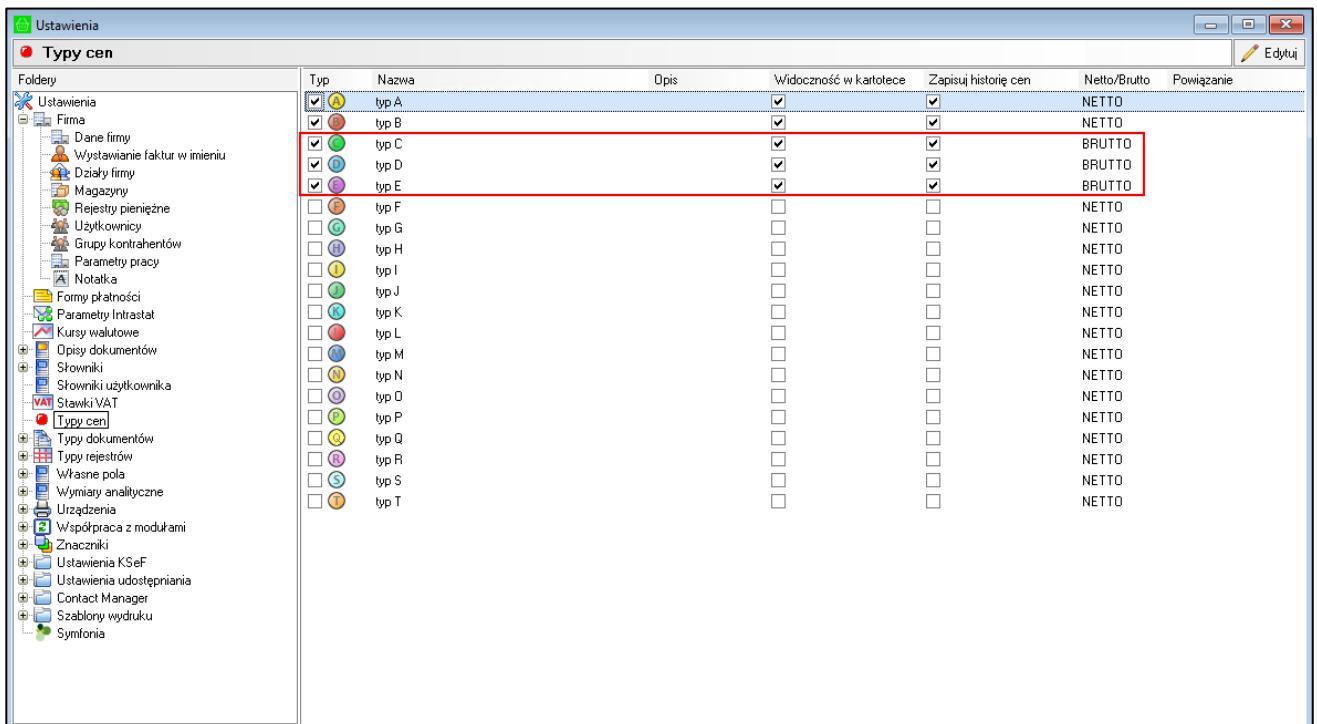 Ustawienia
Typy cen
Edytuj
Foldery
Ustawienia
Firma
Dane firmy
Wystawianie faktur w imieniu
Działy firmy
Magazyny
Rejestry pieniężne
Użytkownicy
Grupy kontrahentów
Parametry pracy
Notatka
Formy płatności
Parametry Intrastat
Kursy walutowe
Opisy dokumentów
Słowniki
Słowniki użytkownika
VAT Stawki VAT
Typy cen
Typy dokumentów
Typy rejestrów
Własne pola
Wymiary analityczne
Urządzenia
Współpraca z modułami
Znaczniki
Ustawienia KSeF
Ustawienia udostępniania
Contact Manager
Szablony wydruku
Symfonia
Typ Nazwa Opis Widoczność w kartotece Zapisuj historię cen Netto/Brutto Powiązanie
A typ A NETTO
B typ B NETTO
C typ C BRUTTO
D typ D BRUTTO
E typ E BRUTTO
F typ F NETTO
G typ G NETTO
H typ H NETTO
I typ I NETTO
J typ J NETTO
K typ K NETTO
L typ L NETTO
M typ M NETTO
N typ N NETTO
O typ O NETTO
P typ P NETTO
Q typ Q NETTO
R typ R NETTO
S typ S NETTO
T typ T NETTO